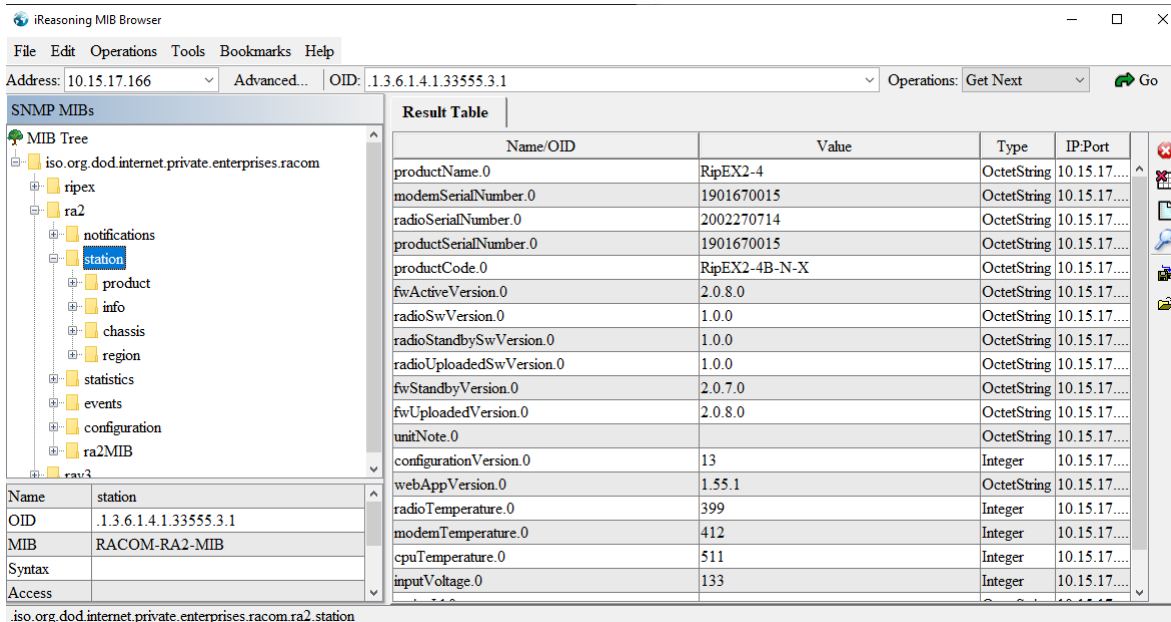 iReasoning MIB Browser
File Edit Operations Tools Bookmarks Help
Address: 10.15.17.166 Advanced... OID: .1.3.6.1.4.1.33555.3.1 Operations: Get Next Go
SNMP MIBs
MIB Tree
iso.org.dod.internet.private.enterprises.racom
ripex
ra2
notifications
station
product
info
chassis
region
statistics
events
configuration
ra2MIB
ray3
Name station
OID .1.3.6.1.4.1.33555.3.1
MIB RACOM-RA2-MIB
Syntax
Access
.iso.org.dod.internet.private.enterprises.racom.ra2.station
Result Table
Name/OID Value Type IP:Port
productName.0 RipEX2-4 OctetString 10.15.17....
modemSerialNumber.0 1901670015 OctetString 10.15.17....
radioSerialNumber.0 2002270714 OctetString 10.15.17....
productSerialNumber.0 1901670015 OctetString 10.15.17....
productCode.0 RipEX2-4B-N-X OctetString 10.15.17....
fwActiveVersion.0 2.0.8.0 OctetString 10.15.17....
radioSwVersion.0 1.0.0 OctetString 10.15.17....
radioStandbySwVersion.0 1.0.0 OctetString 10.15.17....
radioUploadedSwVersion.0 1.0.0 OctetString 10.15.17....
fwStandbyVersion.0 2.0.7.0 OctetString 10.15.17....
fwUploadedVersion.0 2.0.8.0 OctetString 10.15.17....
unitNote.0 OctetString 10.15.17....
configurationVersion.0 13 Integer 10.15.17....
webAppVersion.0 1.55.1 OctetString 10.15.17....
radioTemperature.0 399 Integer 10.15.17....
modemTemperature.0 412 Integer 10.15.17....
cpuTemperature.0 511 Integer 10.15.17....
inputVoltage.0 133 Integer 10.15.17....